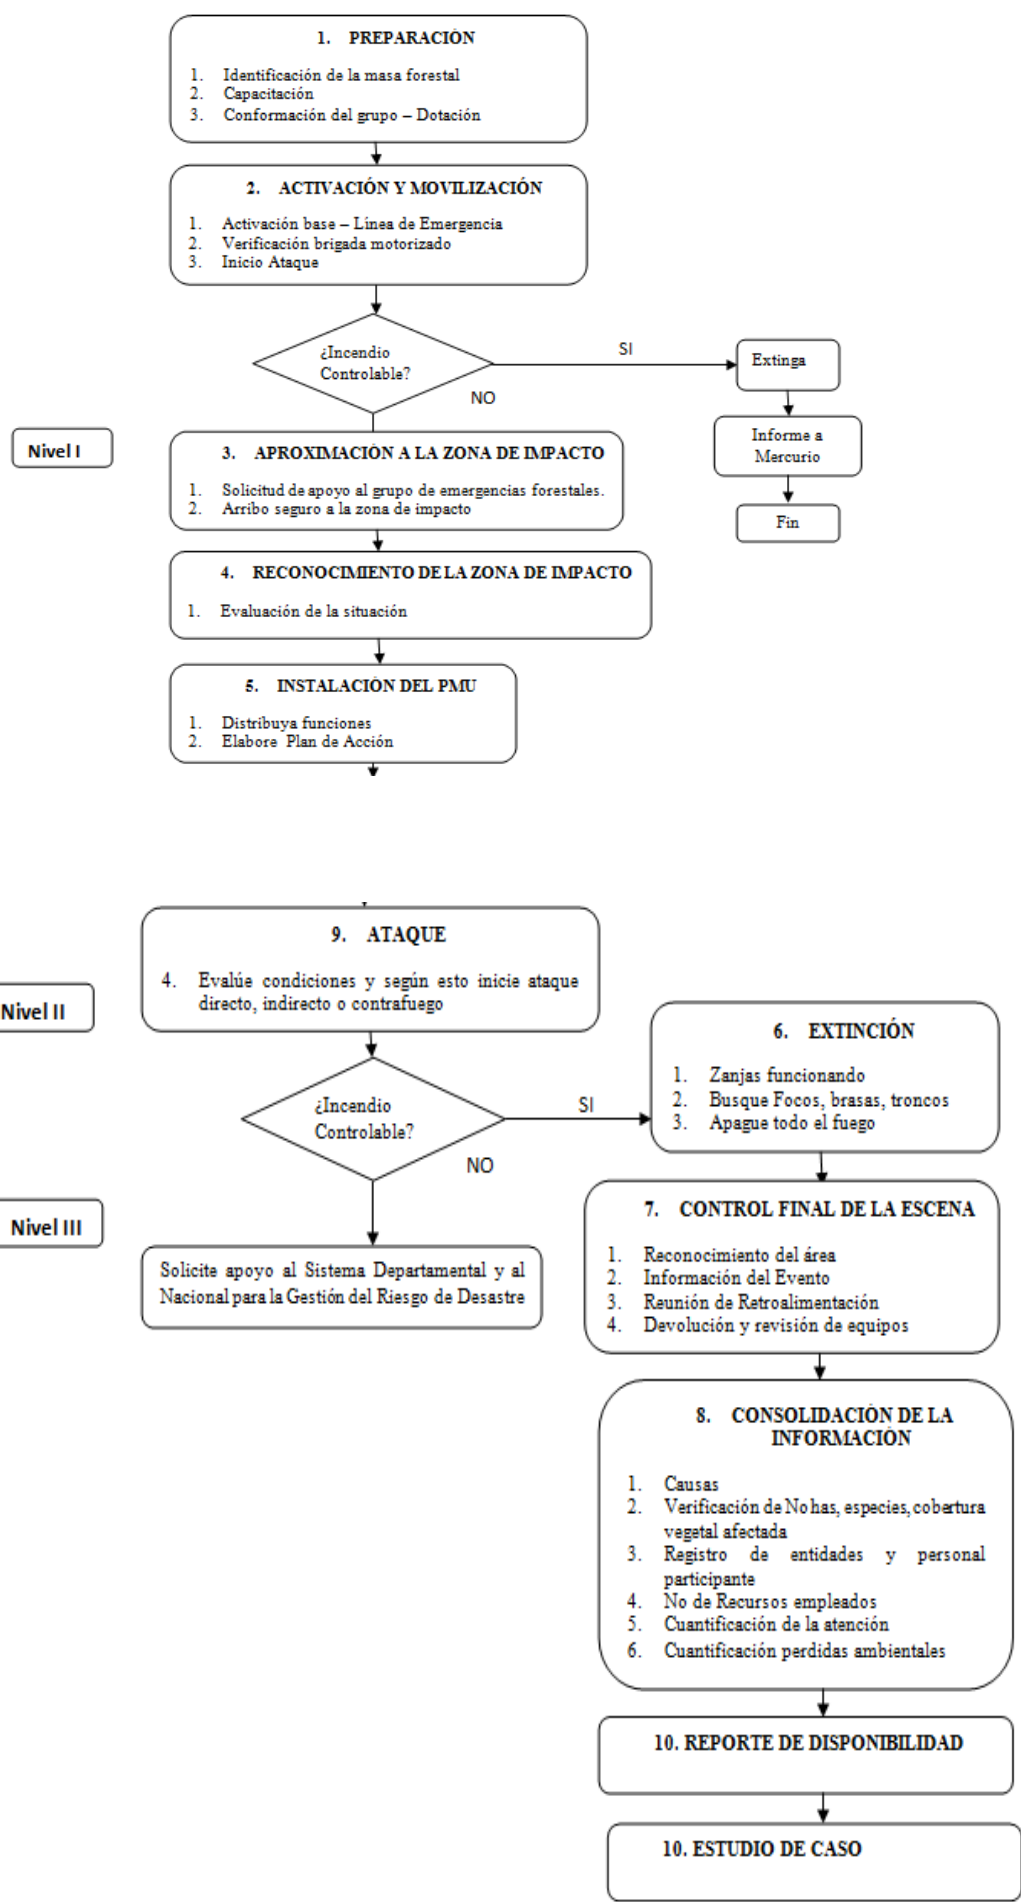 1. PREPARACIÓN
1. Identificación de la masa forestal
2. Capacitación
3. Conformación del grupo – Dotación
2. ACTIVACIÓN Y MOVILIZACIÓN
1. Activación base – Línea de Emergencia
2. Verificación brigada motorizado
3. Inicio Ataque
¿Incendio
Controlable?
SI
Extinga
NO
Informe a
Mercurio
Fin
Nivel I
3. APROXIMACIÓN A LA ZONA DE IMPACTO
1. Solicitud de apoyo al grupo de emergencias forestales.
2. Arribo seguro a la zona de impacto
4. RECONOCIMIENTO DE LA ZONA DE IMPACTO
1. Evaluación de la situación
5. INSTALACIÓN DEL PMU
1. Distribuya funciones
2. Elabore Plan de Acción
9. ATAQUE
4. Evalúe condiciones y según esto inicie ataque
directo, indirecto o contrafuego
Nivel II
¿Incendio
Controlable?
SI
NO
6. EXTINCIÓN
1. Zanjas funcionando
2. Busque Focos, brasas, troncos
3. Apague todo el fuego
Nivel III
Solicite apoyo al Sistema Departamental y al
Nacional para la Gestión del Riesgo de Desastre
7. CONTROL FINAL DE LA ESCENA
1. Reconocimiento del área
2. Información del Evento
3. Reunión de Retroalimentación
4. Devolución y revisión de equipos
8. CONSOLIDACIÓN DE LA
INFORMACIÓN
1. Causas
2. Verificación de No has, especies, cobertura
vegetal afectada
3. Registro de entidades y personal
participante
4. No de Recursos empleados
5. Cuantificación de la atención
6. Cuantificación perdidas ambientales
10. REPORTE DE DISPONIBILIDAD
10. ESTUDIO DE CASO